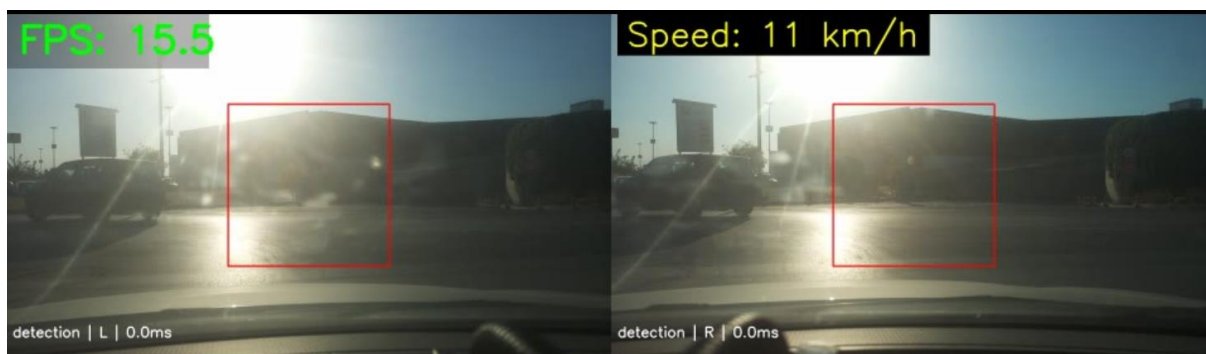 FPS: 15.5
Speed: 11 km/h
detection | L | 0.0ms
detection | R | 0.0ms